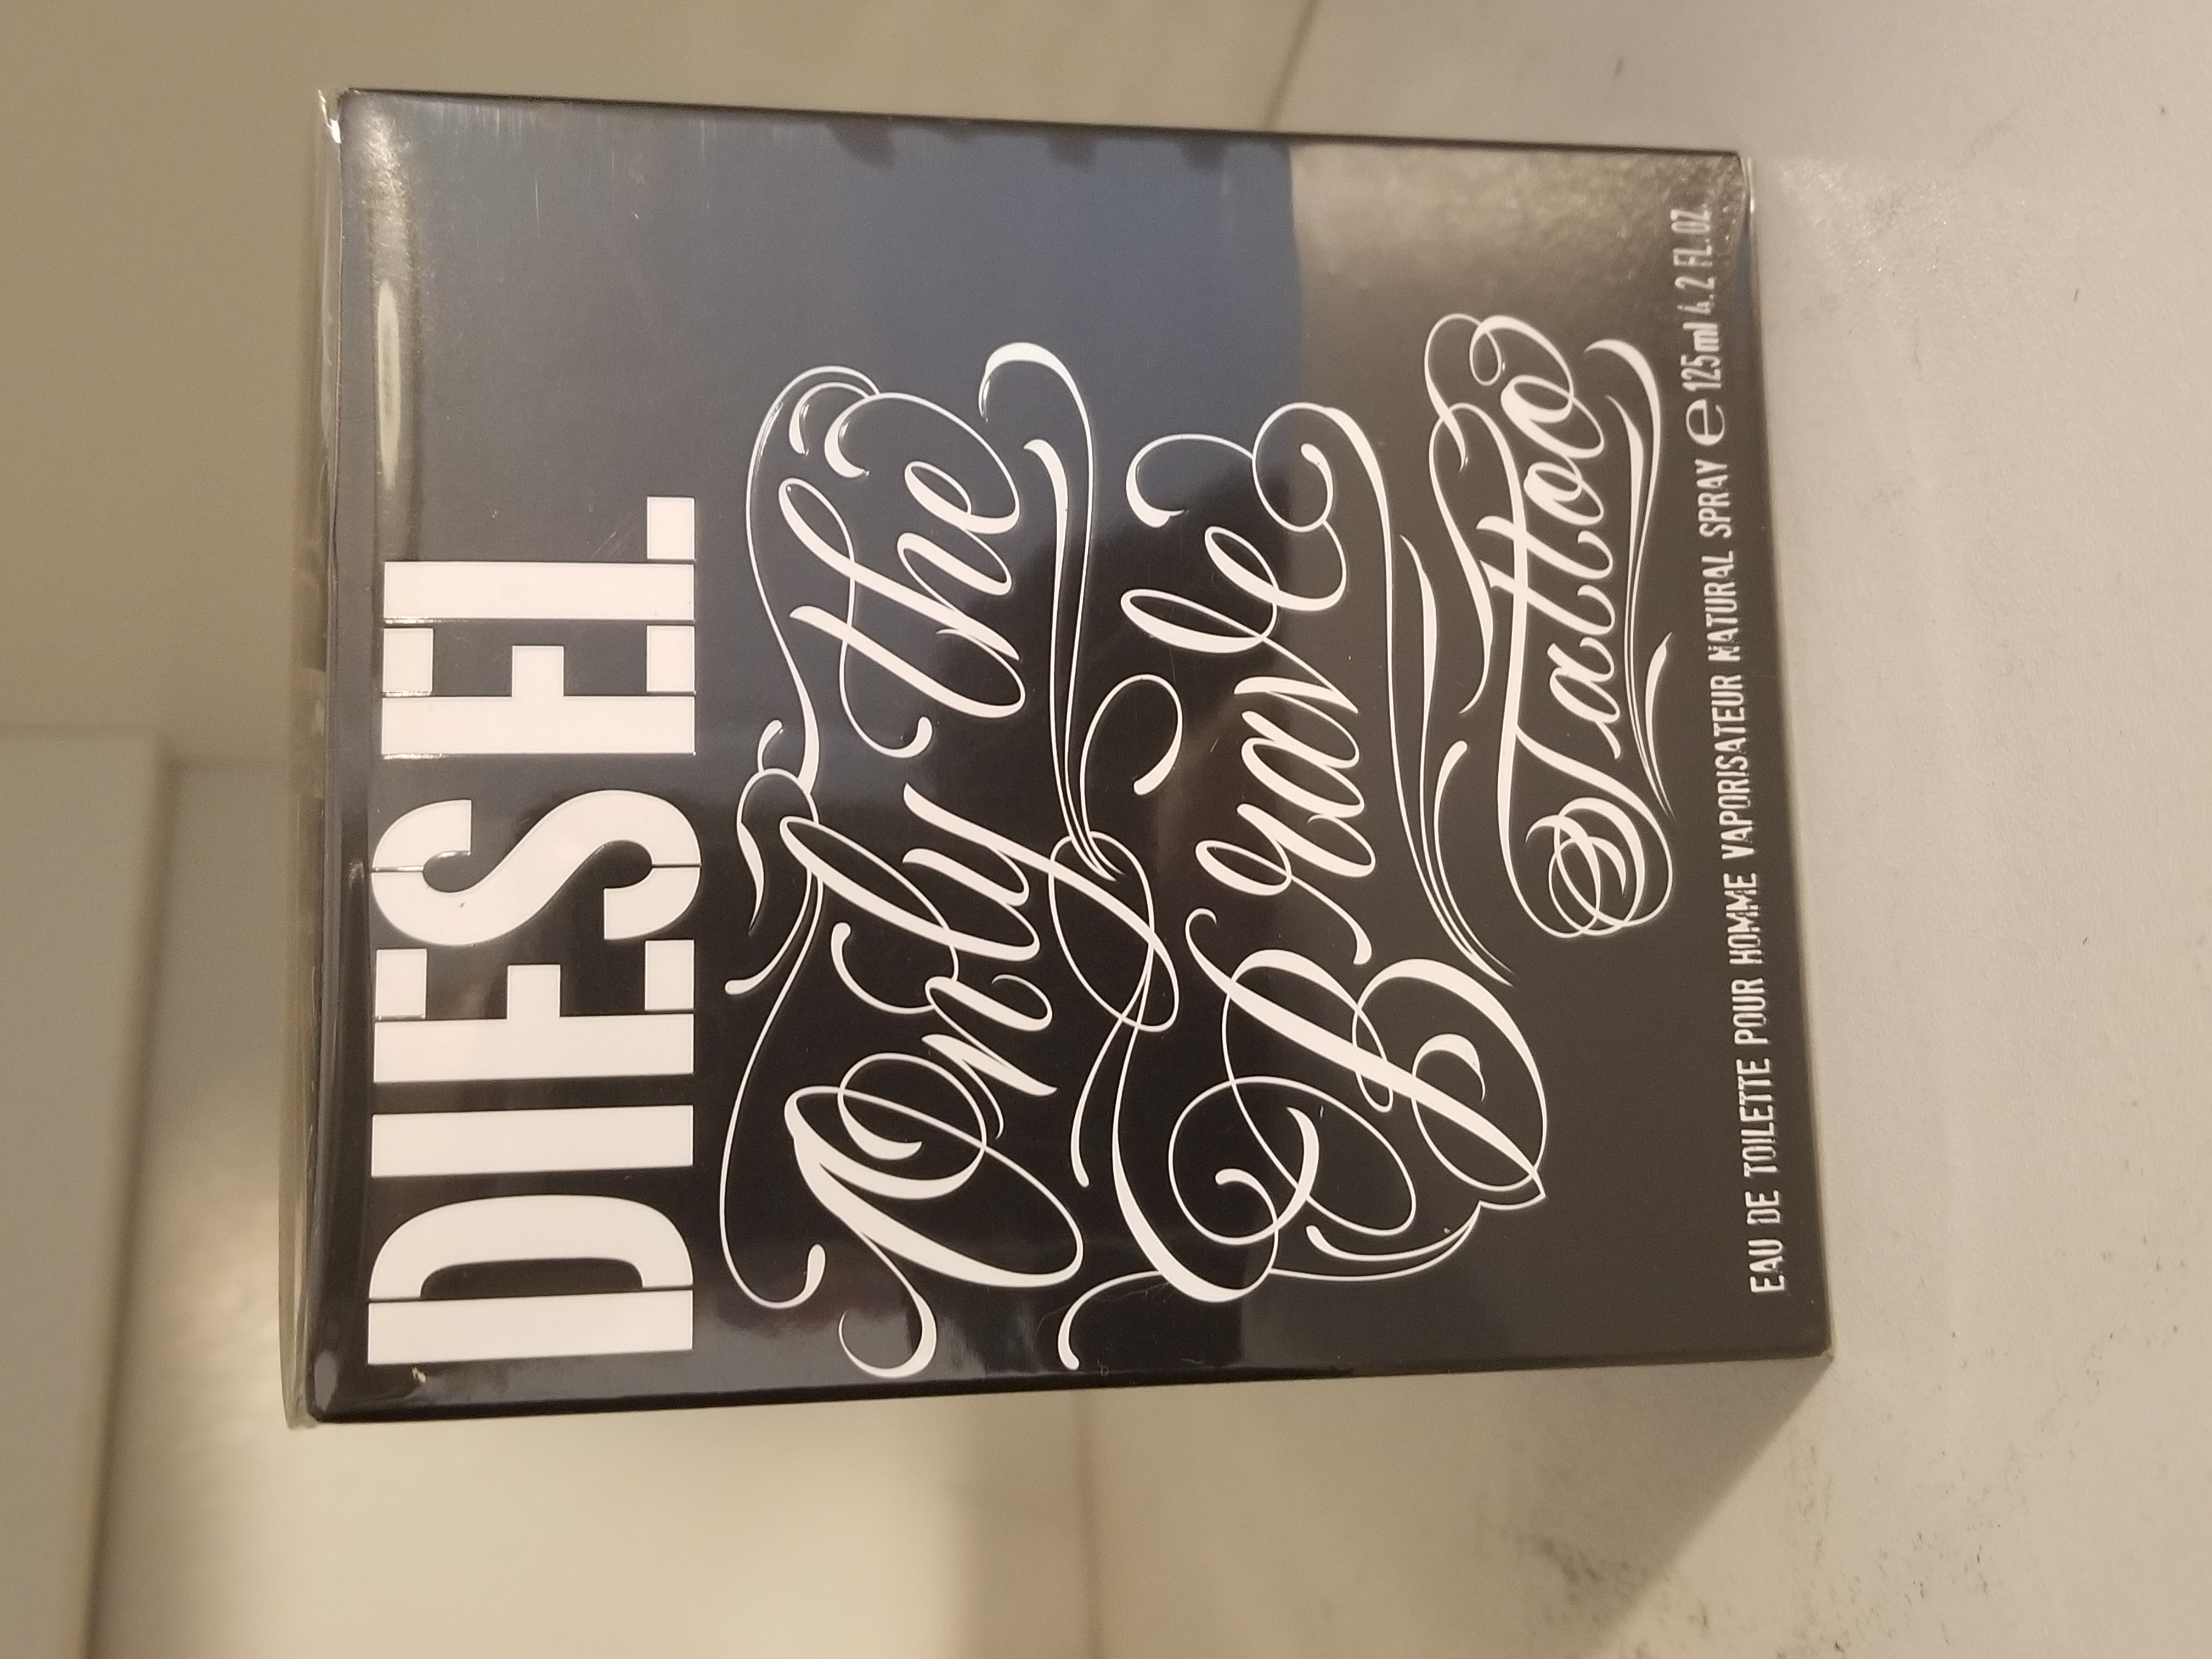 DIESEL
Only the
Brave
Tattoo
EAU DE TOILETTE POUR HOMME VAPORISATEUR NATURAL SPRAY ℮ 125ml 4.2 FL.OZ.